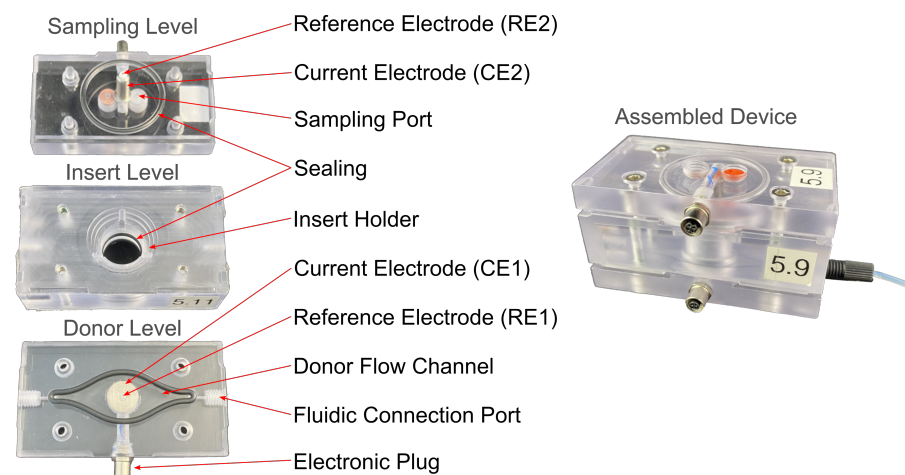 Sampling Level
Reference Electrode (RE2)
Current Electrode (CE2)
Sampling Port
Sealing
Insert Level
Insert Holder
5.11
Current Electrode (CE1)
Reference Electrode (RE1)
Donor Level
Donor Flow Channel
Fluidic Connection Port
Electronic Plug
Assembled Device
5.9
5.9